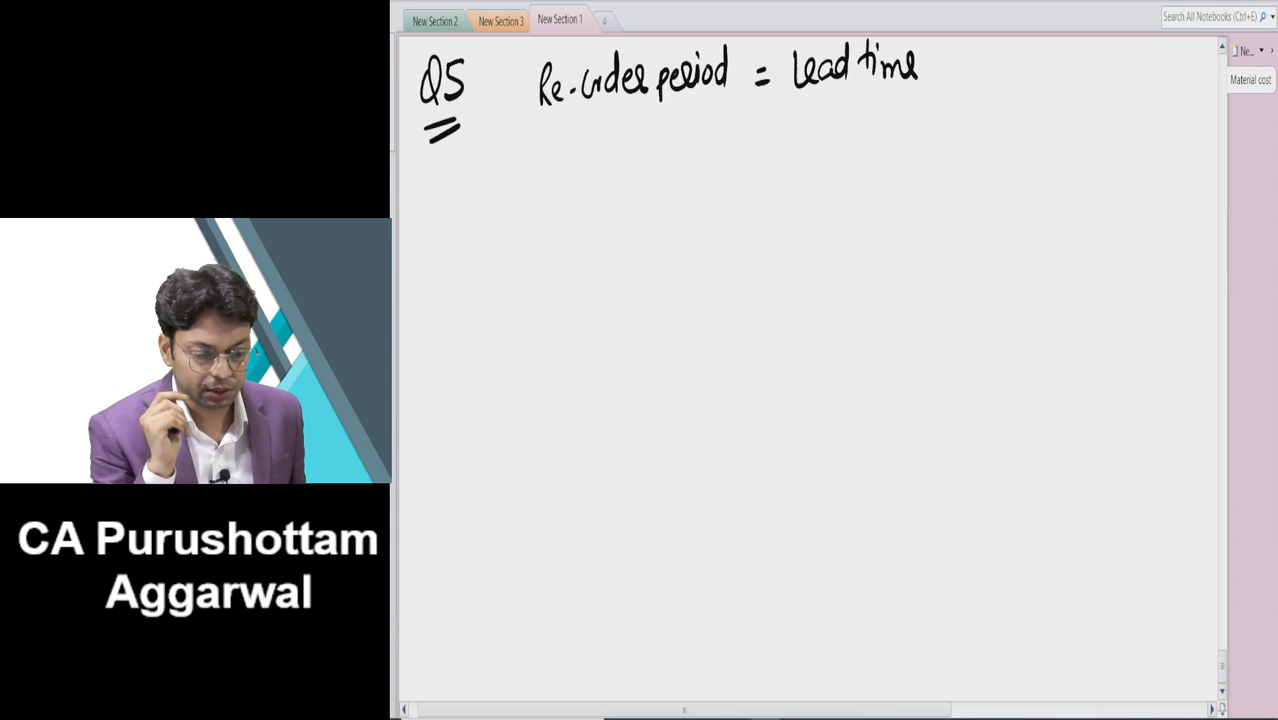 New Section 2
New Section 3
New Section 1
Search All Notebooks (Ctrl+E)
Ne...
Material cost
Q5 Re-order period = Lead time
CA Purushottam
Aggarwal